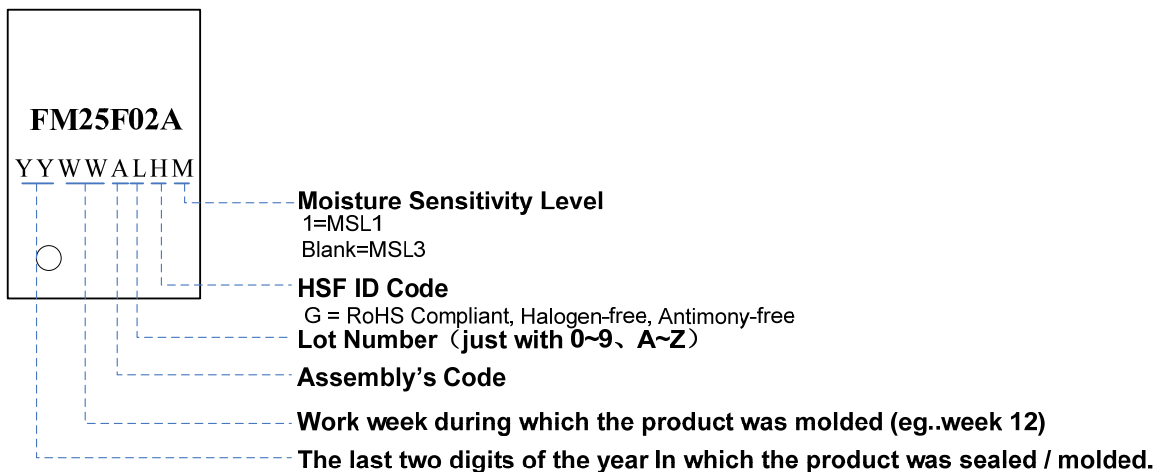 FM25F02A
YYWWALHM
Moisture Sensitivity Level
1=MSL1
Blank=MSL3
HSF ID Code
G = RoHS Compliant, Halogen-free, Antimony-free
Lot Number（just with 0~9、A~Z）
Assembly's Code
Work week during which the product was molded (eg..week 12)
The last two digits of the year In which the product was sealed / molded.